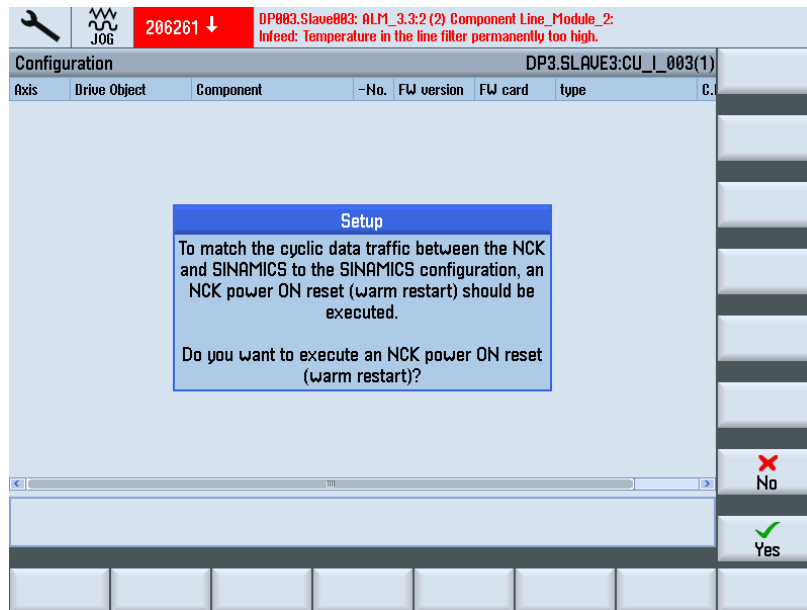 JOG
206261
DP003.Slave003: ALM_3.3:2 (2) Component Line_Module_2:
Infeed: Temperature in the line filter permanently too high.
Configuration
DP3.SLAVE3:CU_I_003(1)
Axis Drive Object Component -No. FW version FW card type C.
Setup
To match the cyclic data traffic between the NCK
and SINAMICS to the SINAMICS configuration, an
NCK power ON reset (warm restart) should be
executed.
Do you want to execute an NCK power ON reset
(warm restart)?
No
Yes